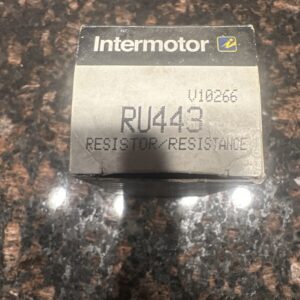 Intermotor i
V10266
RU443
RESISTOR/RESISTANCE